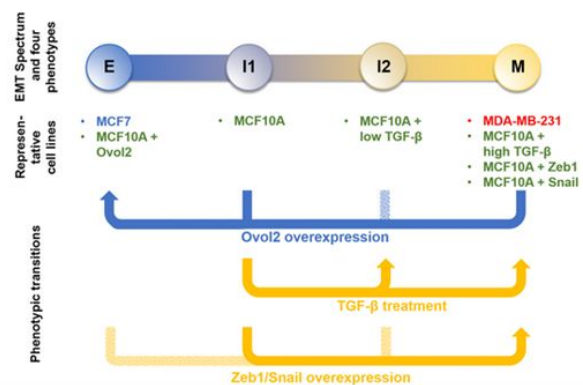 EMT Spectrum
and four
phenotypes
E
I1
I2
M
Represen-
tative
cell lines
• MCF7
• MCF10A +
Ovol2
• MCF10A
• MCF10A +
low TGF-β
• MDA-MB-231
• MCF10A +
high TGF-β
• MCF10A + Zeb1
• MCF10A + Snail
Phenotypic transitions
Ovol2 overexpression
TGF-β treatment
Zeb1/Snail overexpression